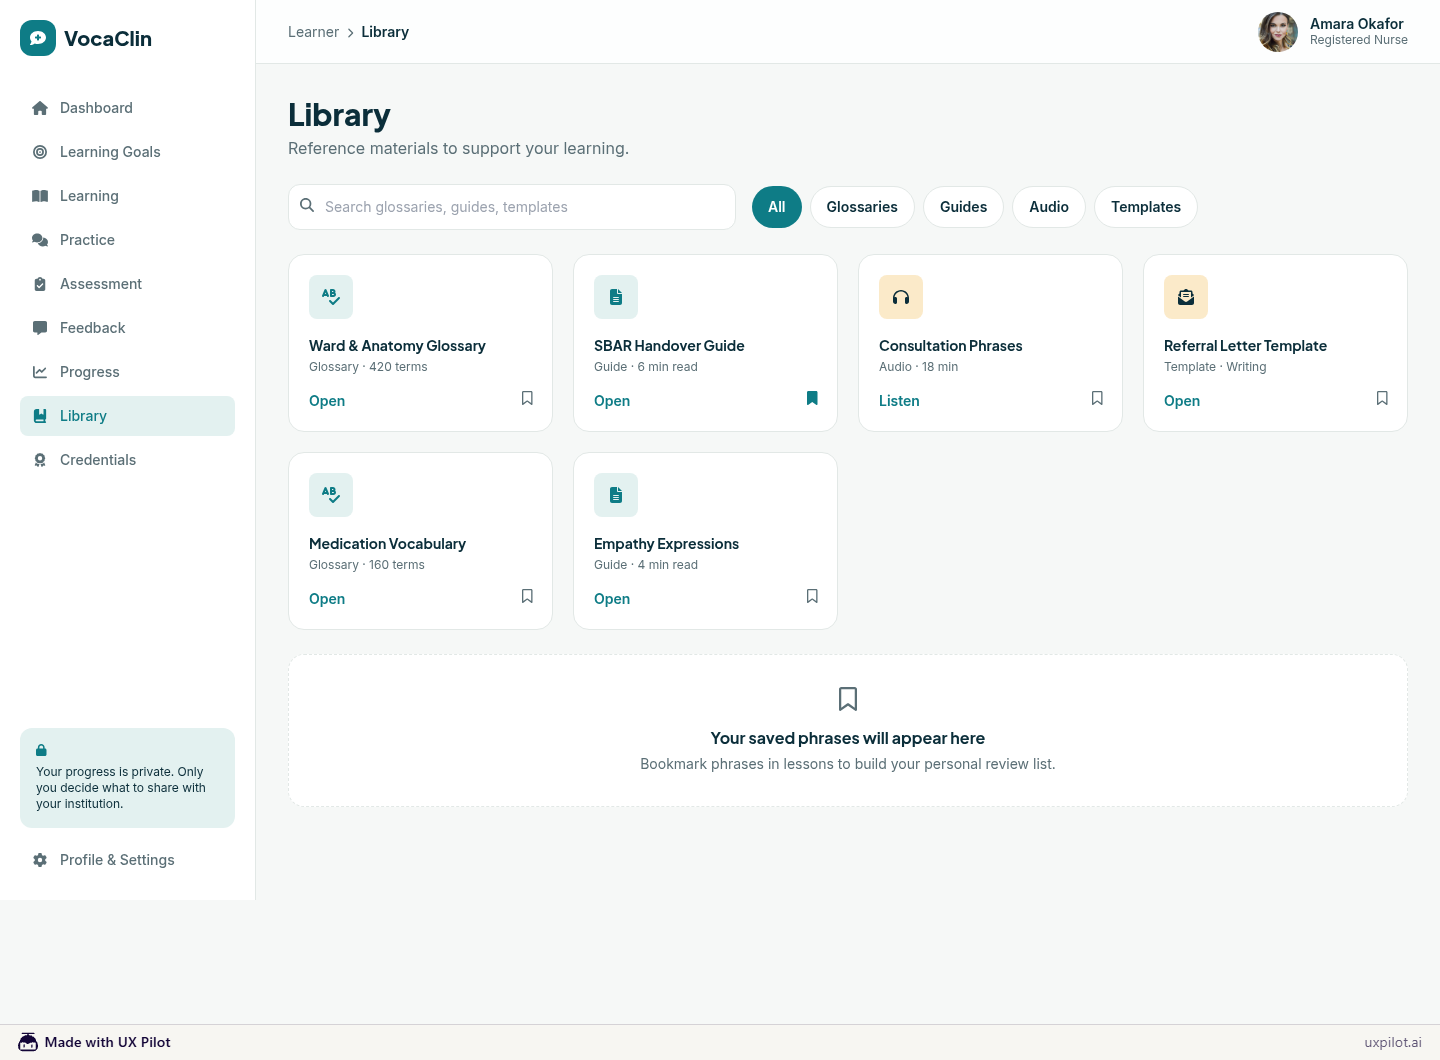 VocaClin
Learner > Library
Amara Okafor
Registered Nurse
Dashboard
Learning Goals
Learning
Practice
Assessment
Feedback
Progress
Library
Credentials
Your progress is private. Only
you decide what to share with
your institution.
Profile & Settings
Library
Reference materials to support your learning.
Search glossaries, guides, templates
All
Glossaries
Guides
Audio
Templates
AB
Ward & Anatomy Glossary
Glossary · 420 terms
Open
SBAR Handover Guide
Guide · 6 min read
Open
Consultation Phrases
Audio · 18 min
Listen
Referral Letter Template
Template · Writing
Open
AB
Medication Vocabulary
Glossary · 160 terms
Open
Empathy Expressions
Guide · 4 min read
Open
Your saved phrases will appear here
Bookmark phrases in lessons to build your personal review list.
Made with UX Pilot
uxpilot.ai